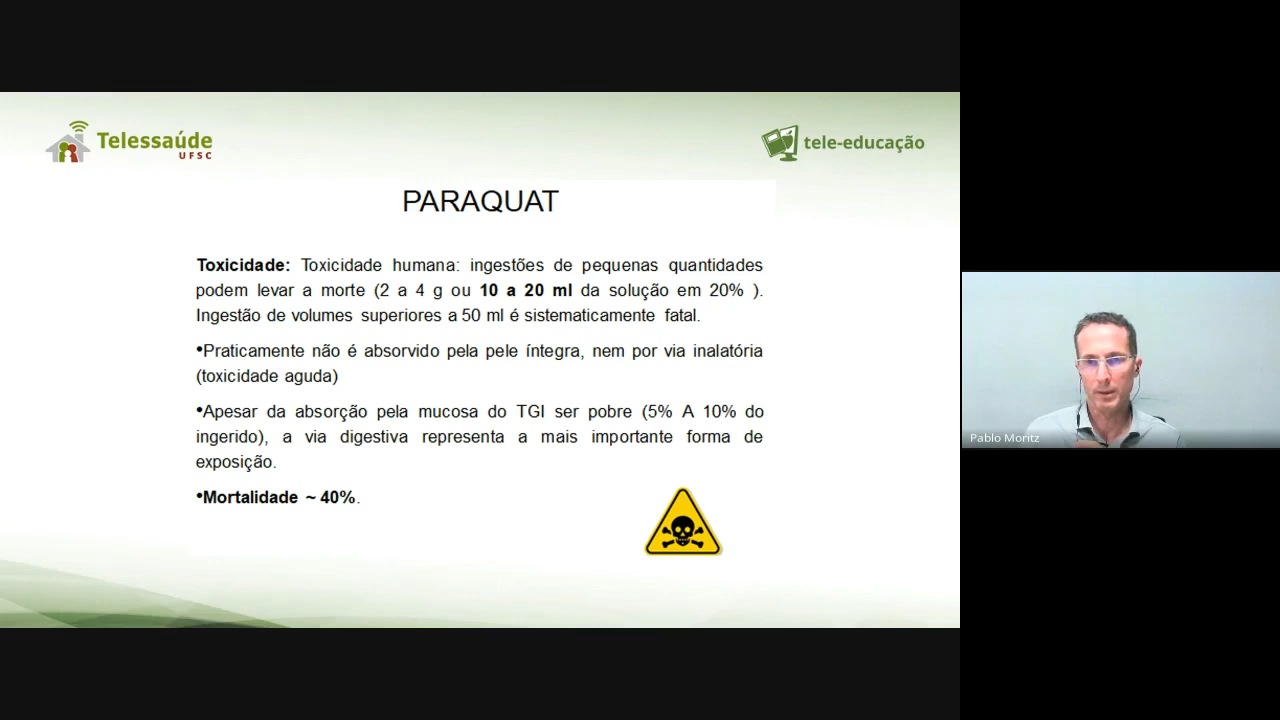 Telessaúde
UFSC
tele-educação
PARAQUAT
Toxicidade: Toxicidade humana: ingestões de pequenas quantidades
podem levar a morte (2 a 4 g ou 10 a 20 ml da solução em 20% ).
Ingestão de volumes superiores a 50 ml é sistematicamente fatal.
•Praticamente não é absorvido pela pele íntegra, nem por via inalatória
(toxicidade aguda)
•Apesar da absorção pela mucosa do TGI ser pobre (5% A 10% do
ingerido), a via digestiva representa a mais importante forma de
exposição.
•Mortalidade ~ 40%.
Pablo Moritz